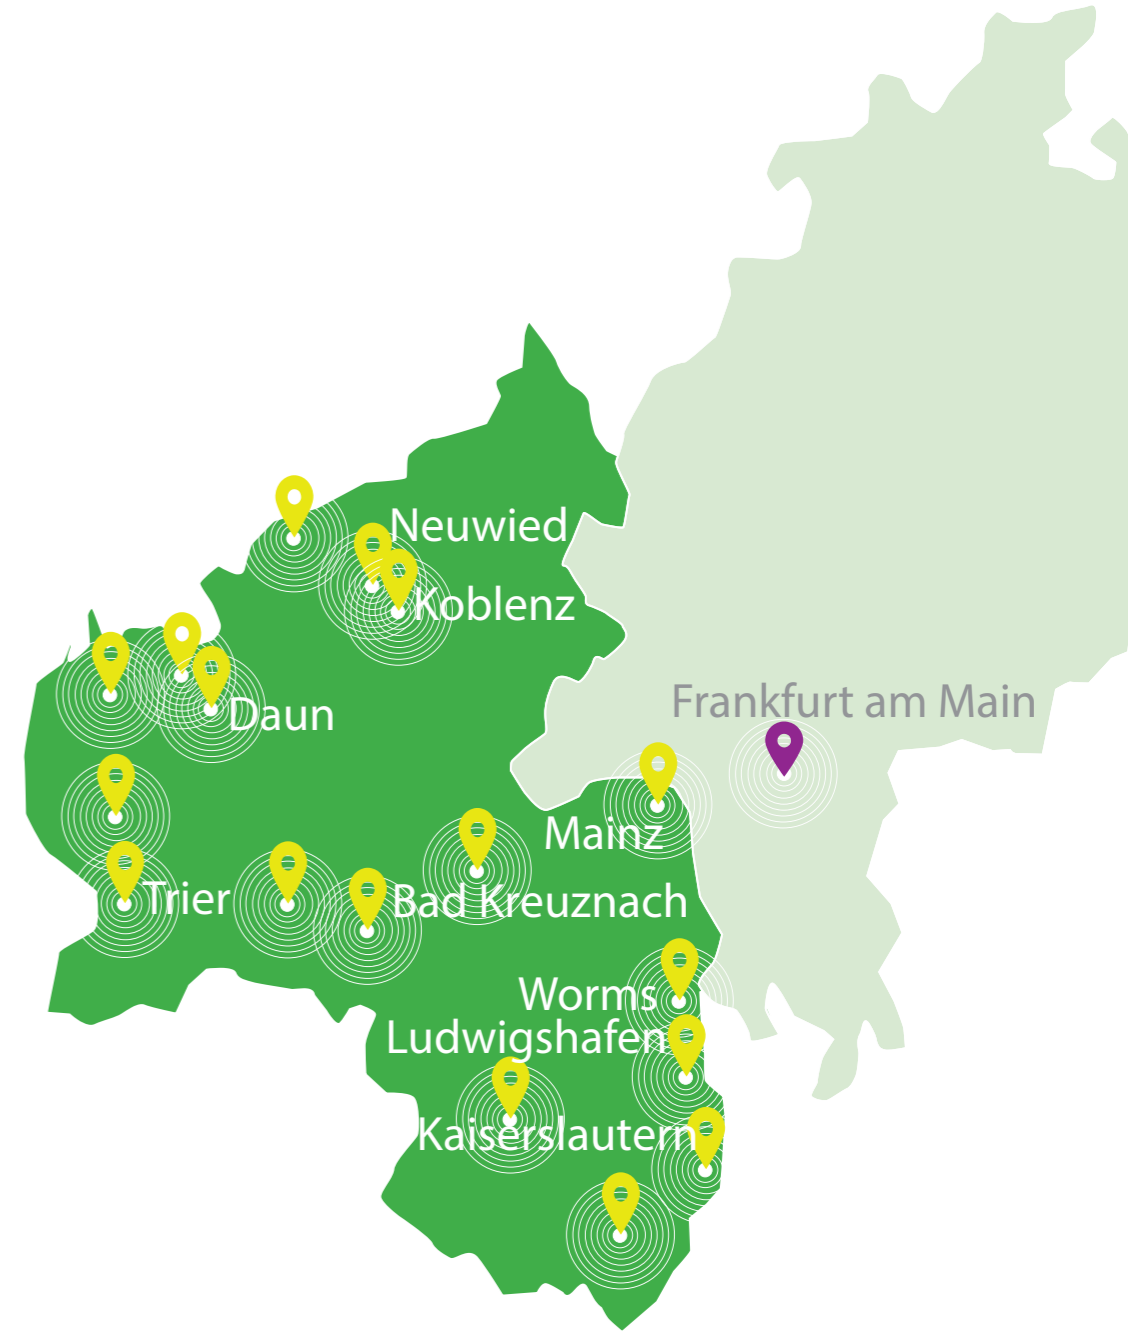 Neuwied
Koblenz
Frankfurt am Main
Daun
Mainz
Trier
Bad Kreuznach
Worms
Ludwigshafen
Kaiserslautern